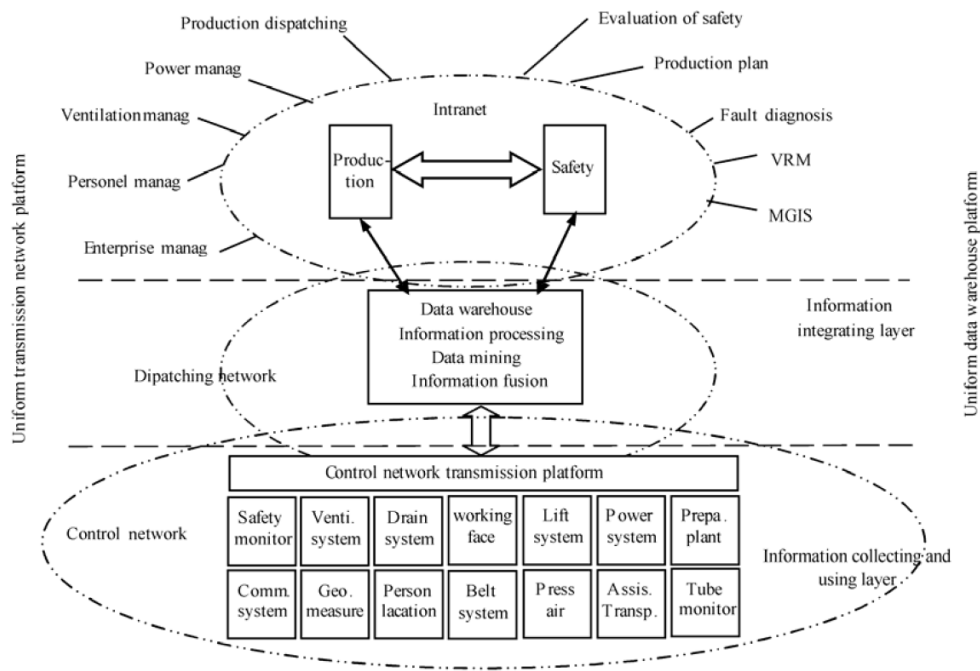 Production dispatching
Evaluation of safety
Power manag
Production plan
Intranet
Ventilation manag
Fault diagnosis
Produc-
tion
Safety
VRM
Personel manag
MGIS
Enterprise manag
Uniform transmission network platform
Uniform data warehouse platform
Data warehouse
Information processing
Data mining
Information fusion
Information
integrating layer
Dipatching network
Control network transmission platform
Control network
Safety
monitor
Venti.
system
Drain
system
working
face
Lift
system
Power
system
Prepa.
plant
Comm.
system
Geo.
measure
Person
lacation
Belt
system
Press
air
Assis.
Transp.
Tube
monitor
Information collecting and
using layer